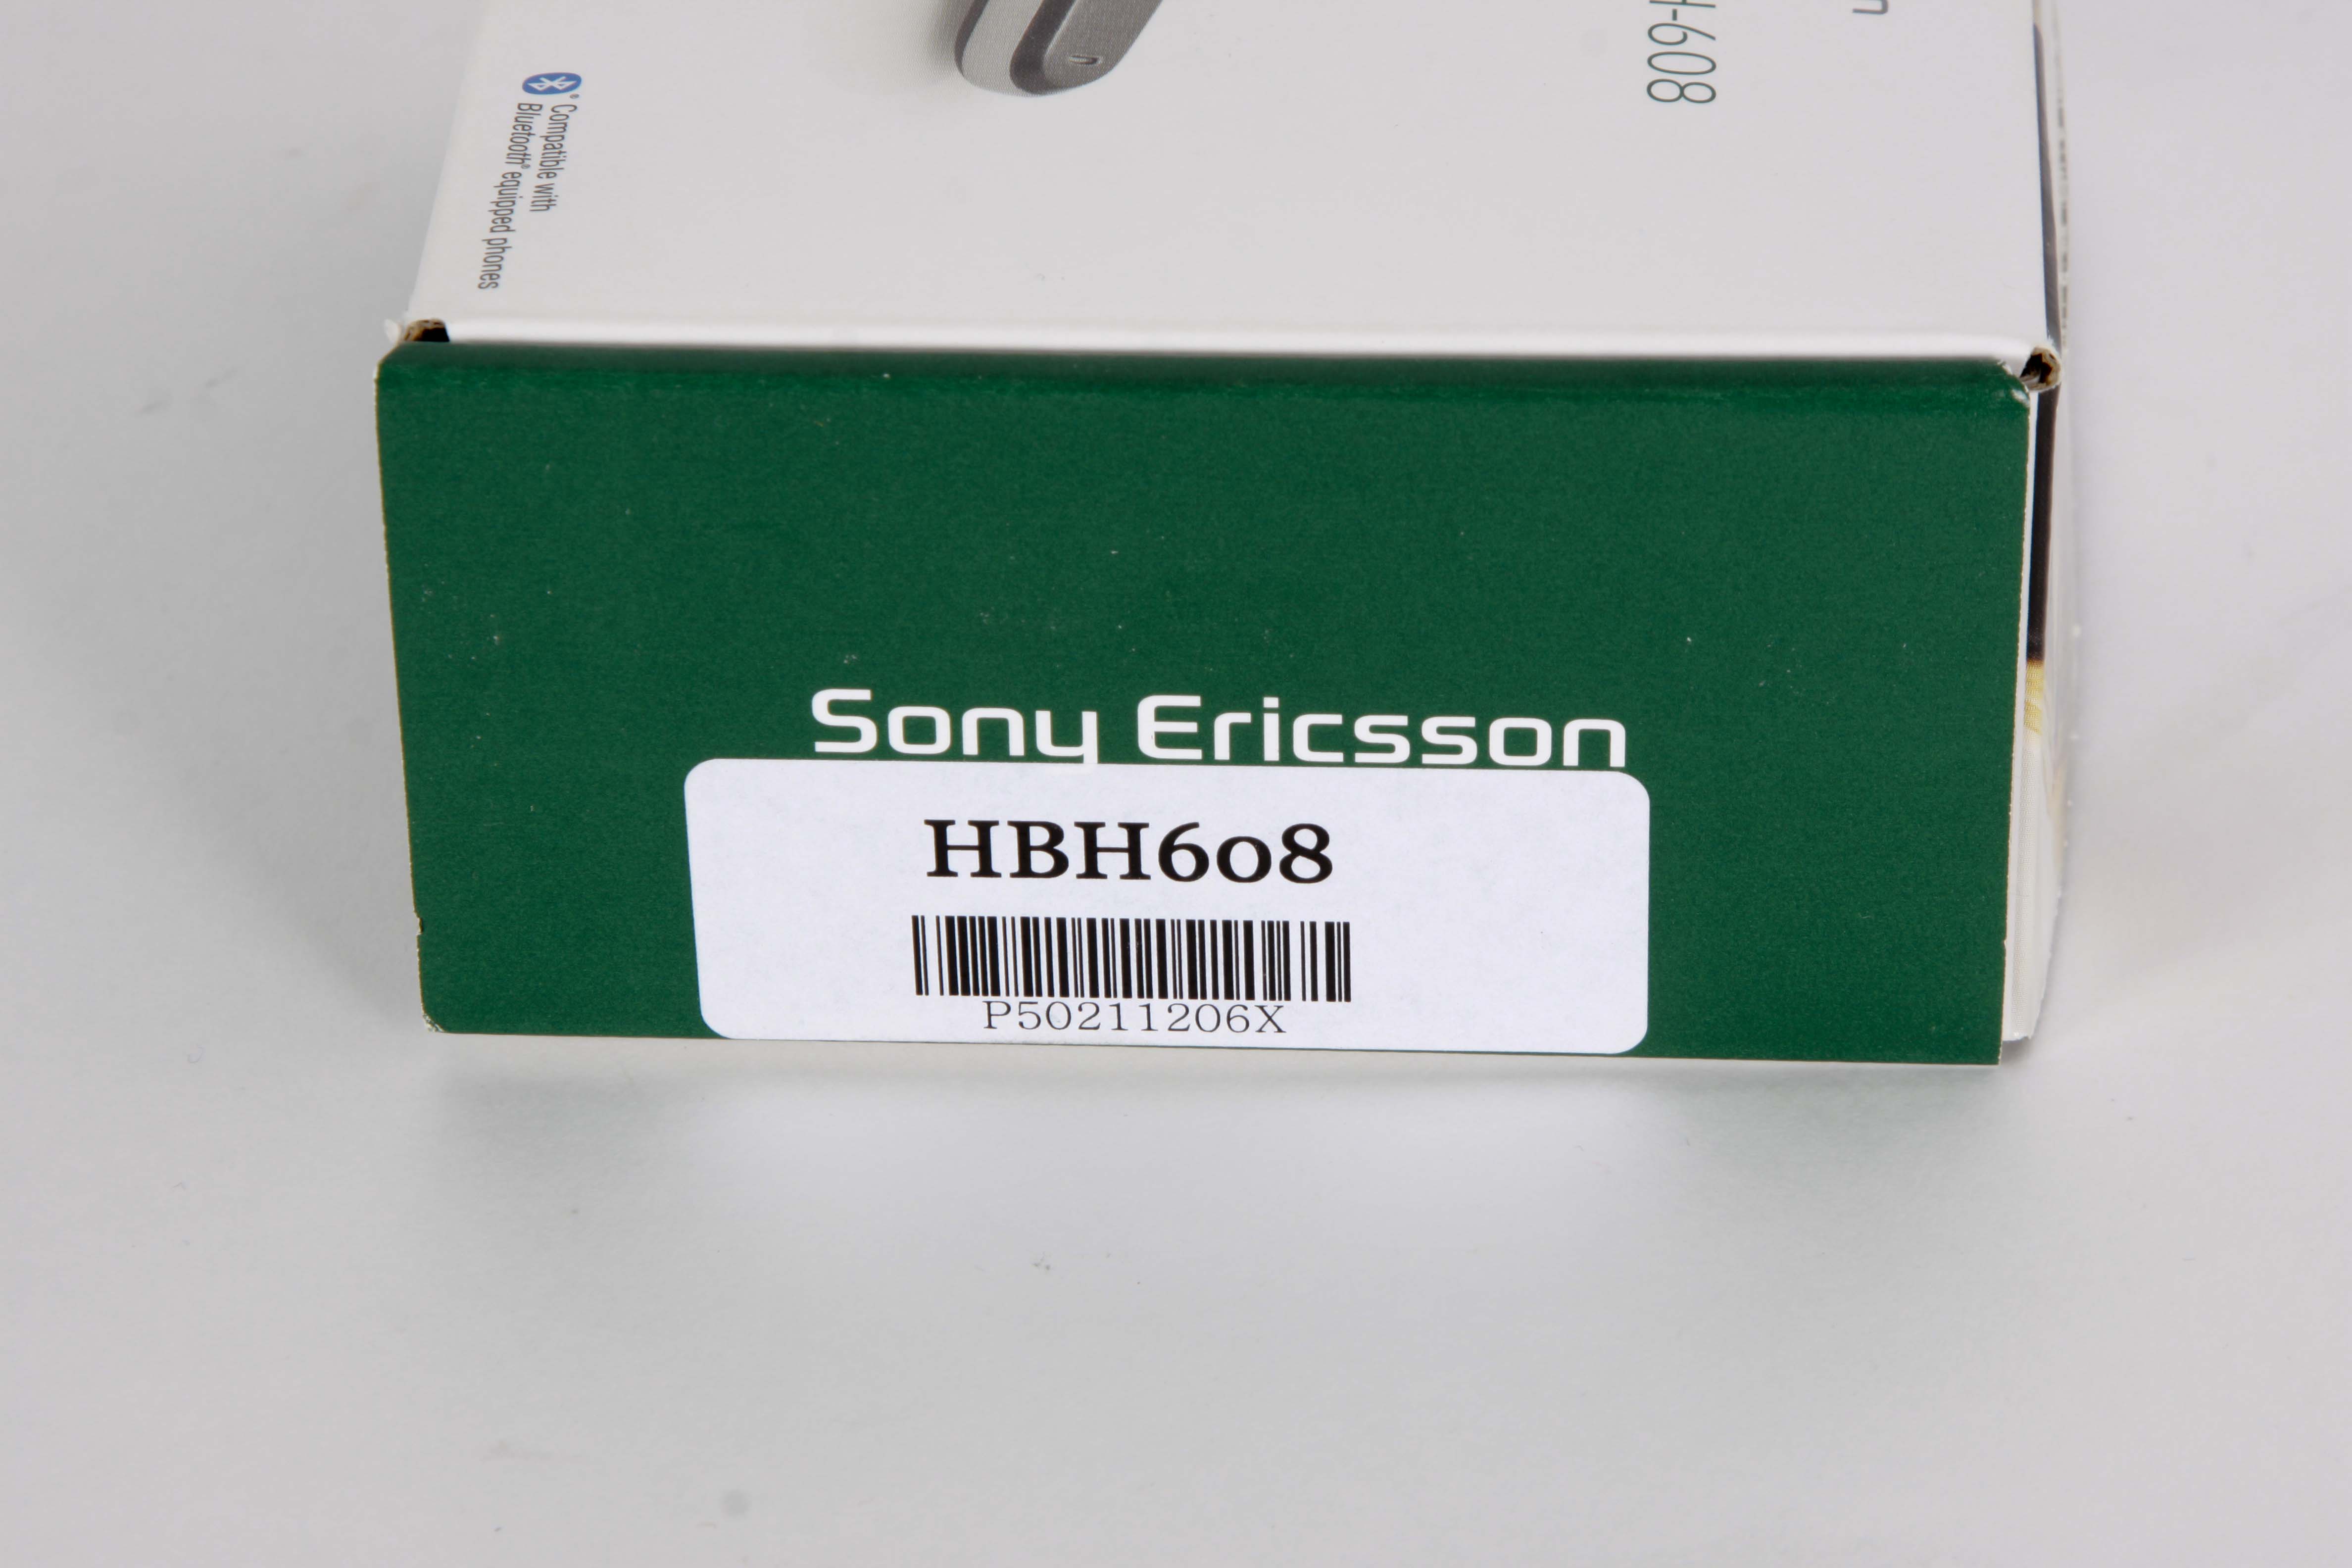 H-608
Compatible with
Bluetooth® equipped phones
Sony Ericsson
HBH608
P50211206X